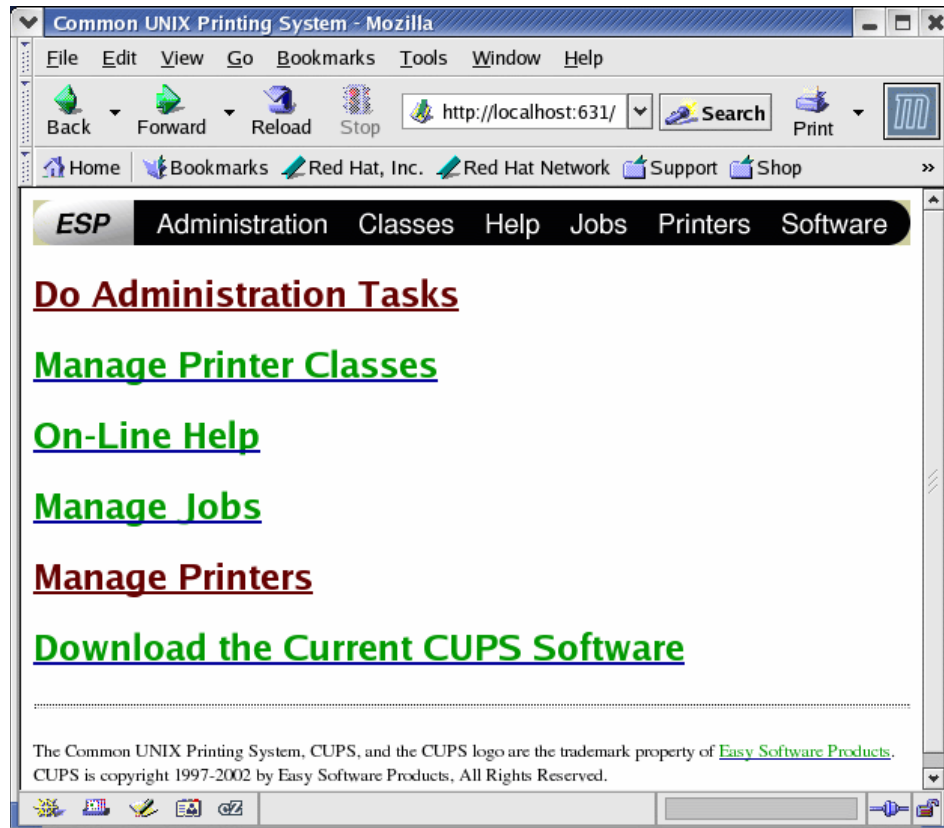 Common UNIX Printing System - Mozilla
File Edit View Go Bookmarks Tools Window Help
Back Forward Reload Stop http://localhost:631/ Search Print
Home Bookmarks Red Hat, Inc. Red Hat Network Support Shop »
ESP Administration Classes Help Jobs Printers Software
Do Administration Tasks
Manage Printer Classes
On-Line Help
Manage Jobs
Manage Printers
Download the Current CUPS Software
The Common UNIX Printing System, CUPS, and the CUPS logo are the trademark property of Easy Software Products.
CUPS is copyright 1997-2002 by Easy Software Products, All Rights Reserved.